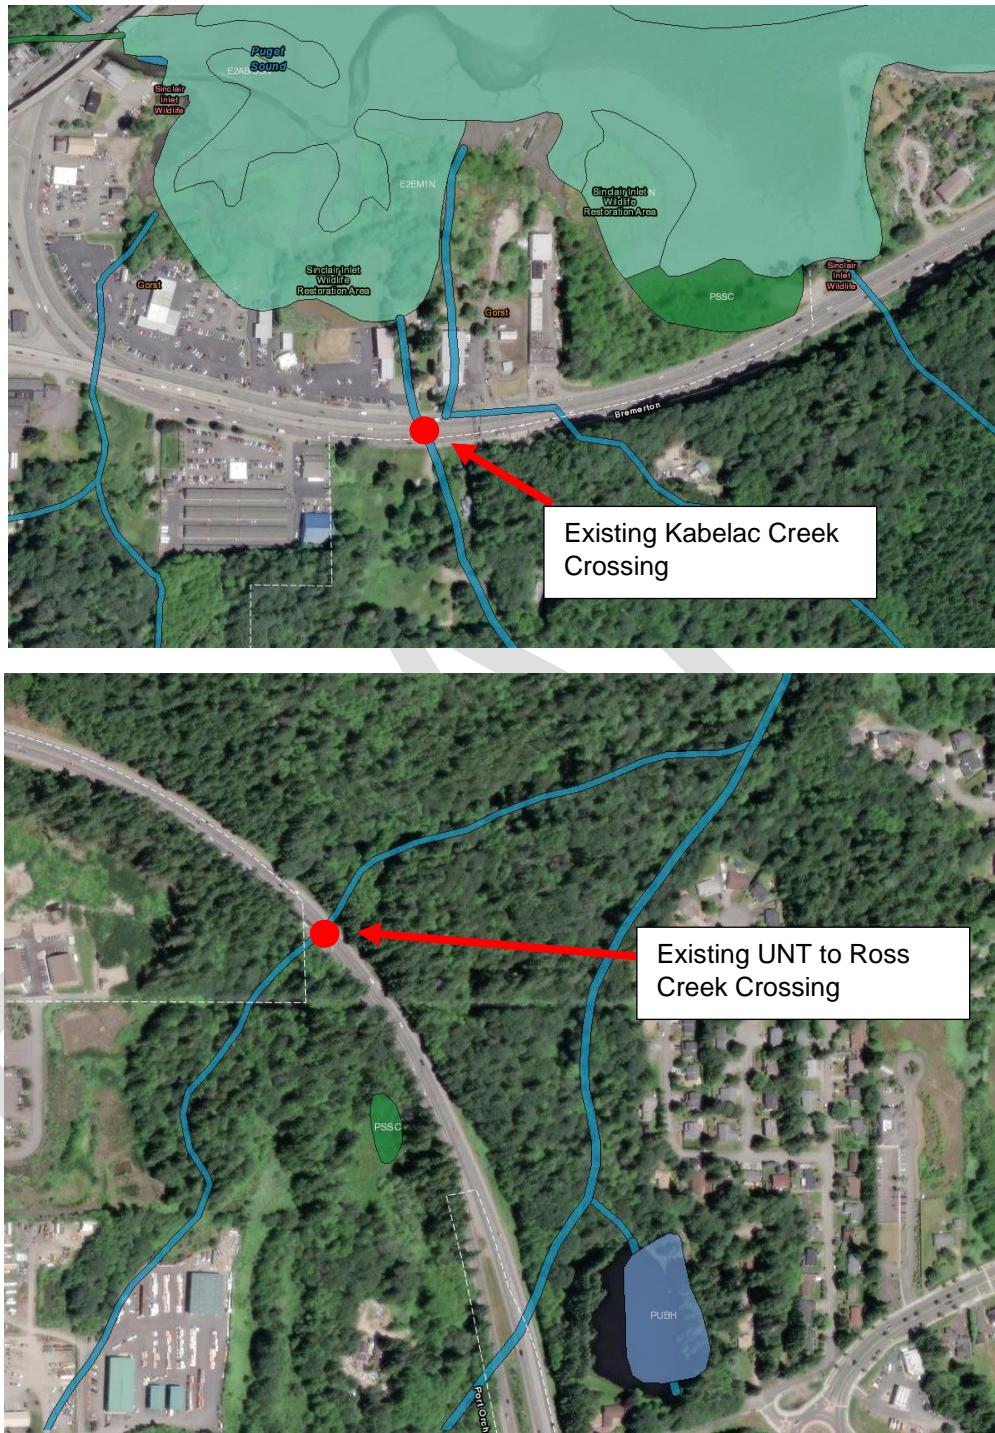 Puget
Sound
Sinclair
Inlet
Wildlife
E2EM1N
Sinclair Inlet
Wildlife
Restoration Area
Sinclair Inlet
Wildlife
Restoration Area
Gorst
Gorst
PSSC
Sinclair
Inlet
Wildlife
Bremerton
Existing Kabelac Creek
Crossing
Existing UNT to Ross
Creek Crossing
PSSC
PUBH
Port Orch